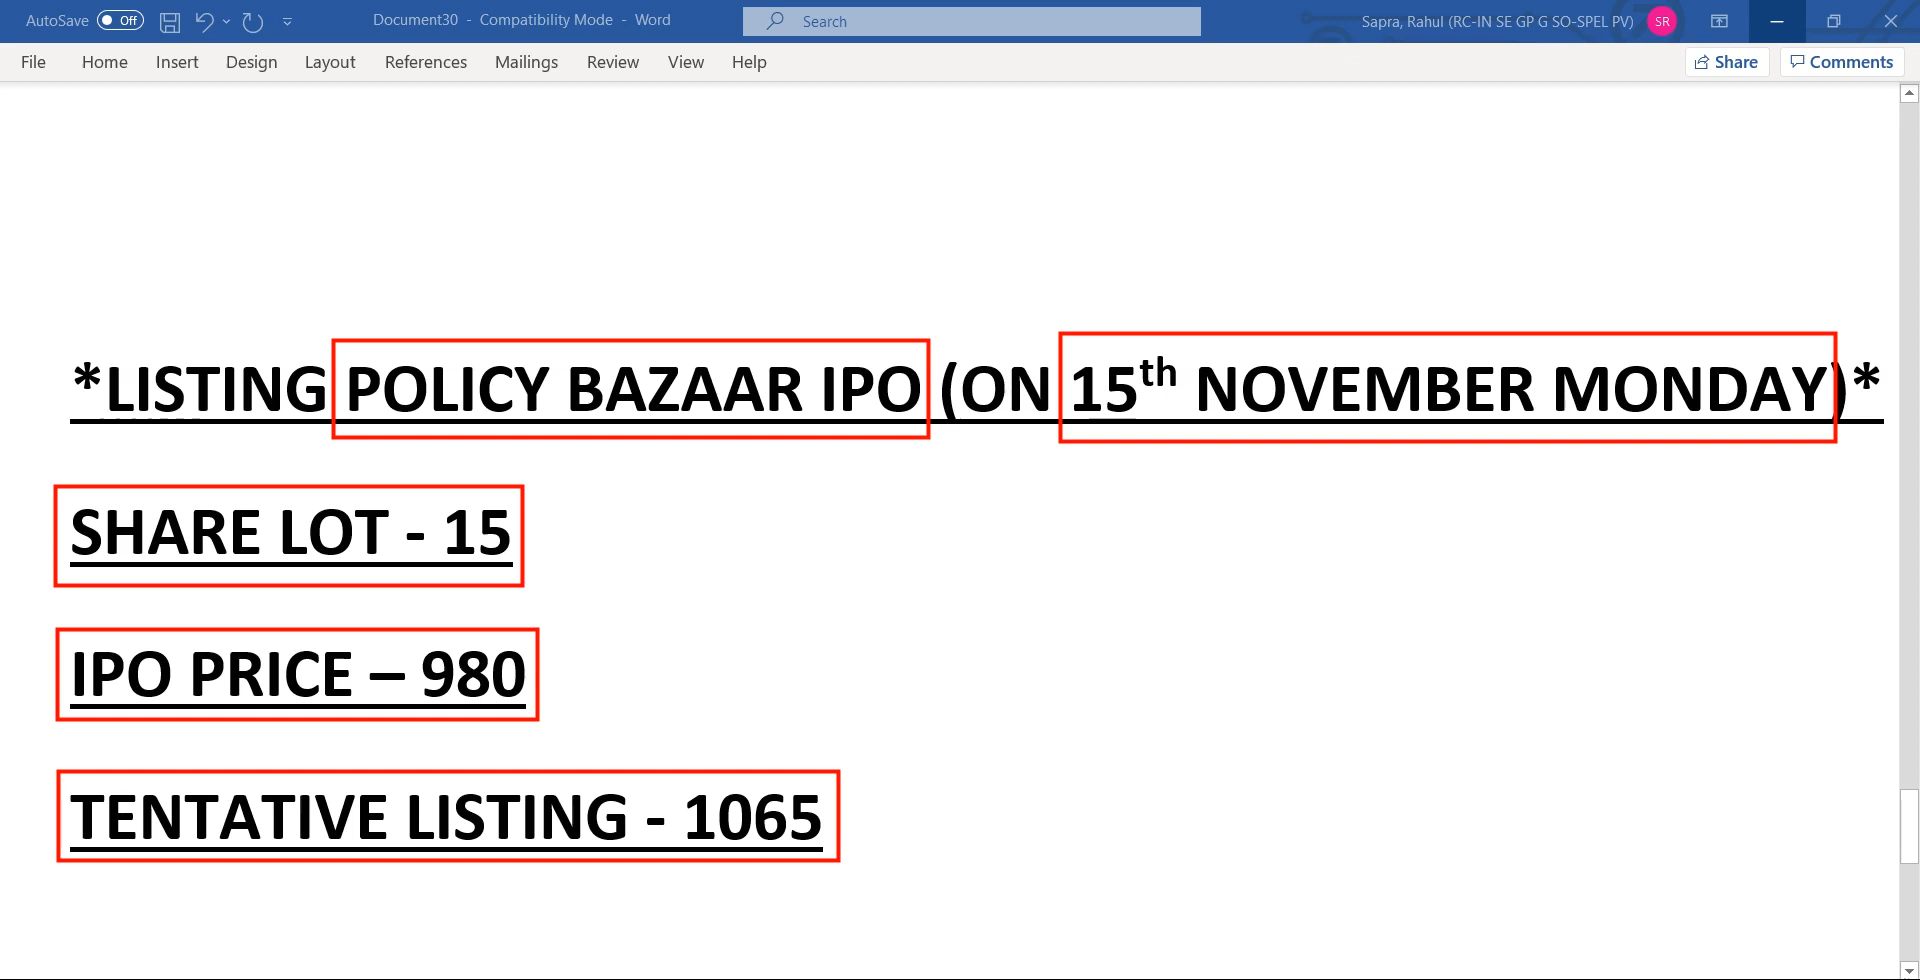 AutoSave Off Document30 - Compatibility Mode - Word Search Sapra, Rahul (RC-IN SE GP G SO-SPEL PV) SR
File Home Insert Design Layout References Mailings Review View Help Share Comments
*LISTING POLICY BAZAAR IPO (ON 15th NOVEMBER MONDAY)*
SHARE LOT - 15
IPO PRICE – 980
TENTATIVE LISTING - 1065